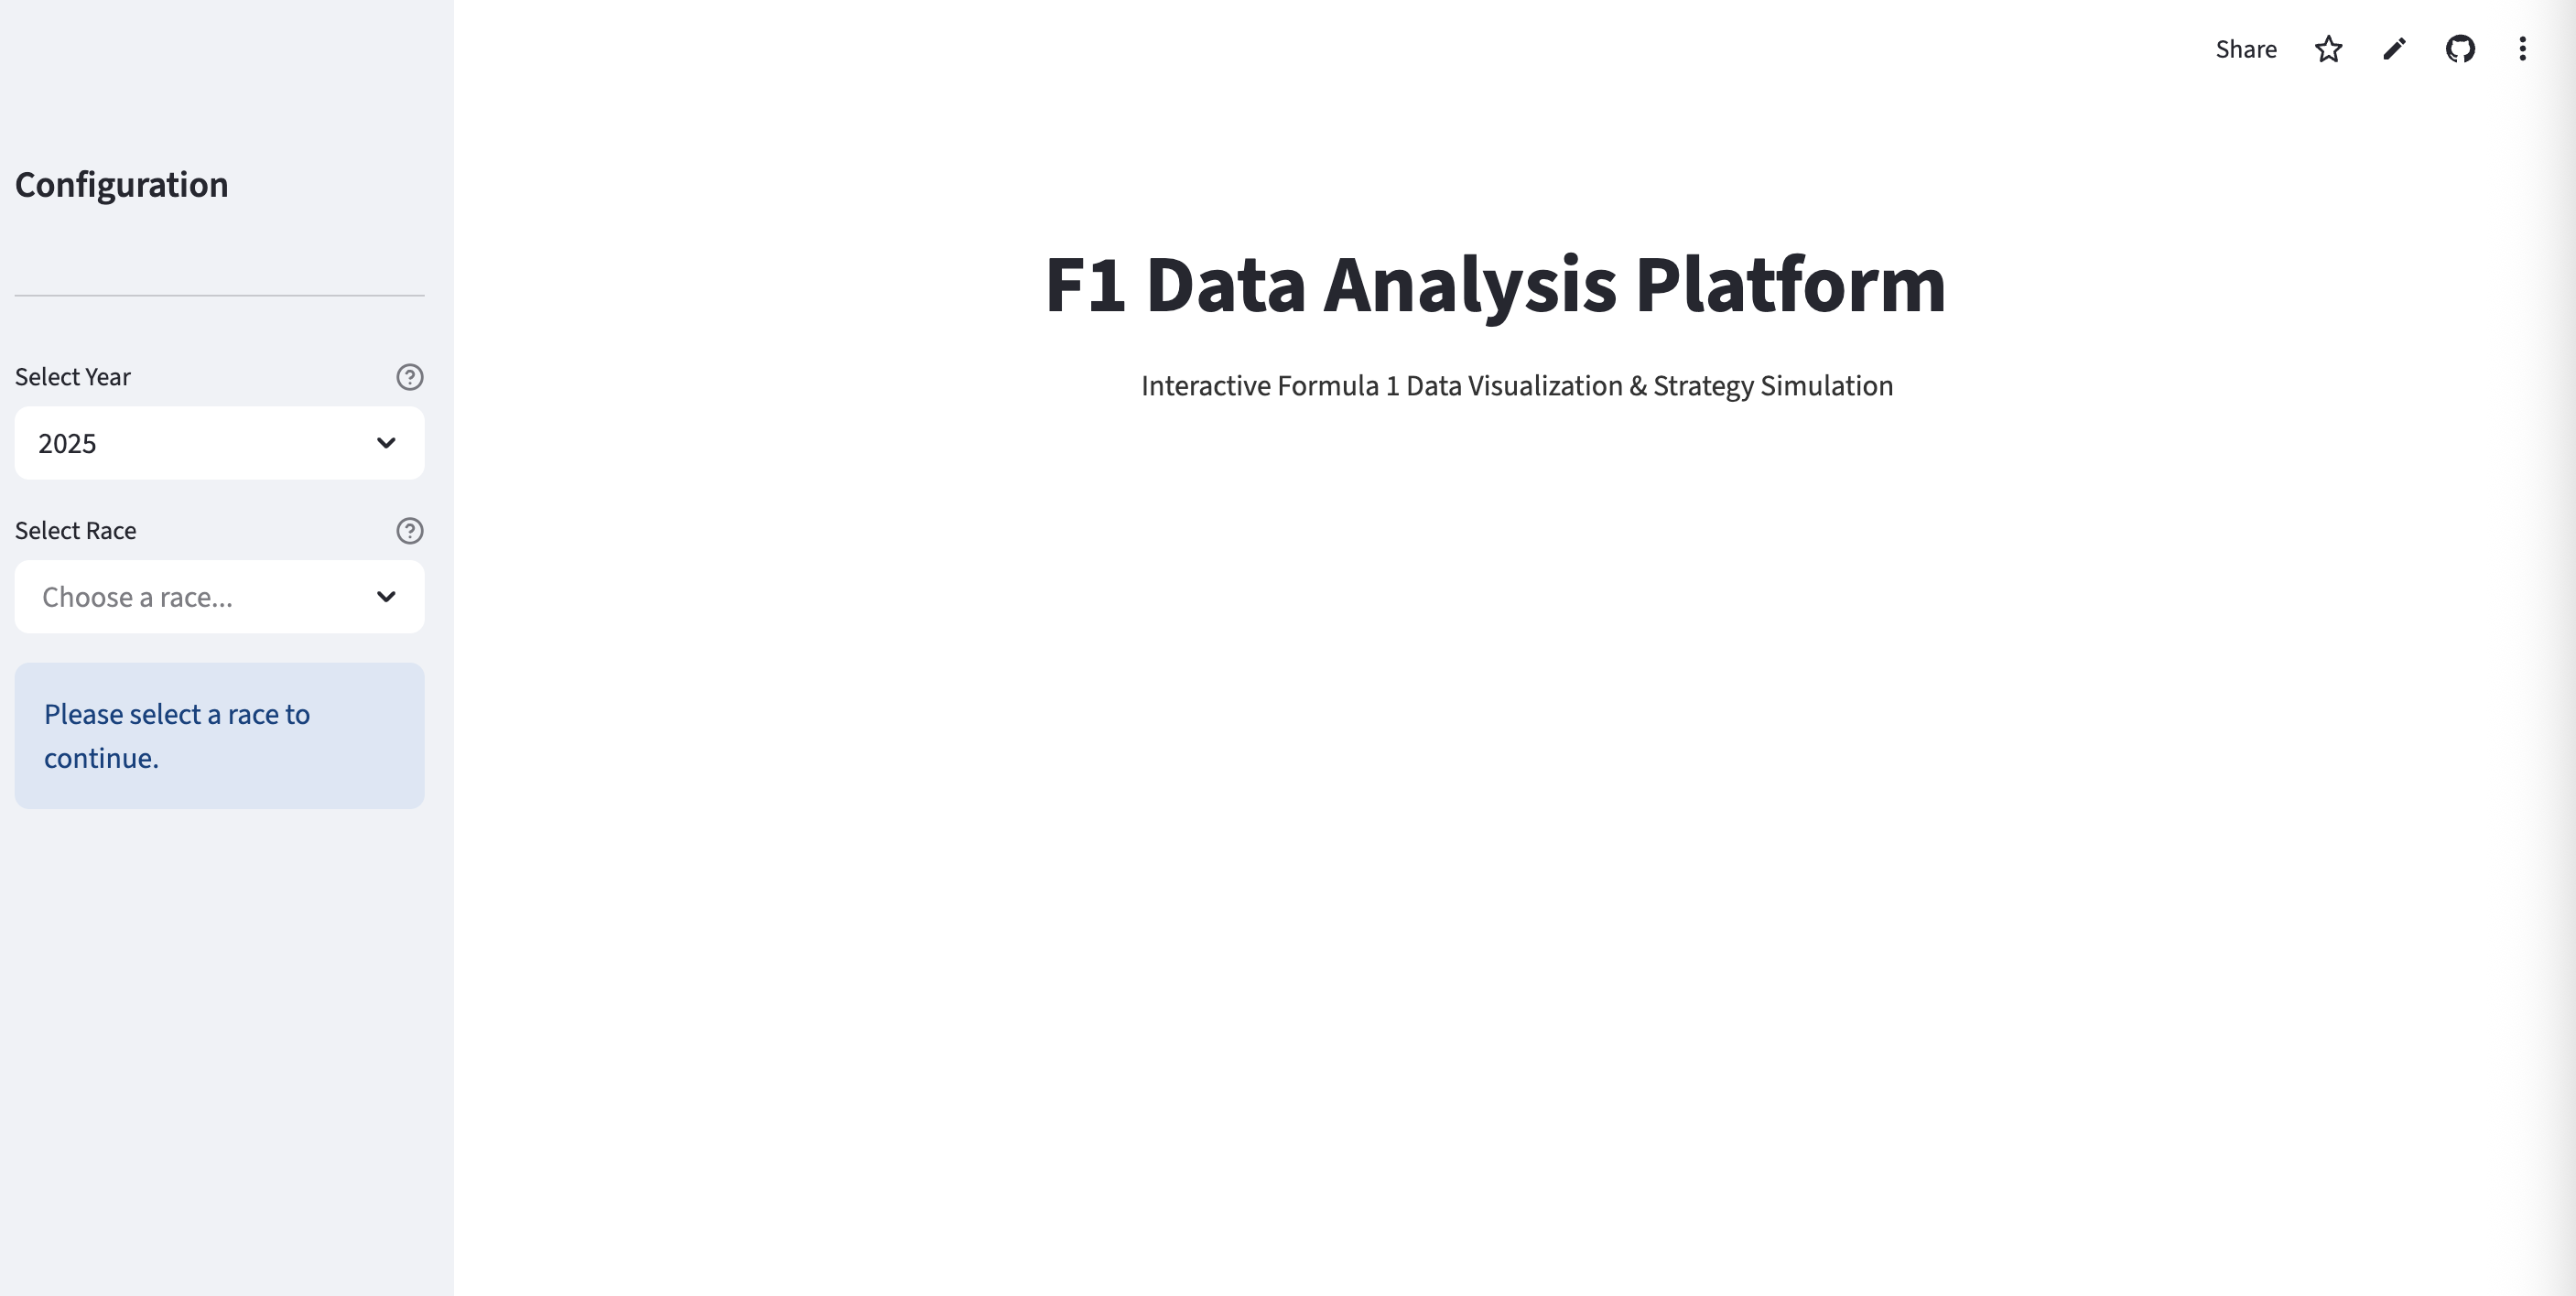 Share
Configuration
F1 Data Analysis Platform
Interactive Formula 1 Data Visualization & Strategy Simulation
Select Year
2025
Select Race
Choose a race...
Please select a race to
continue.